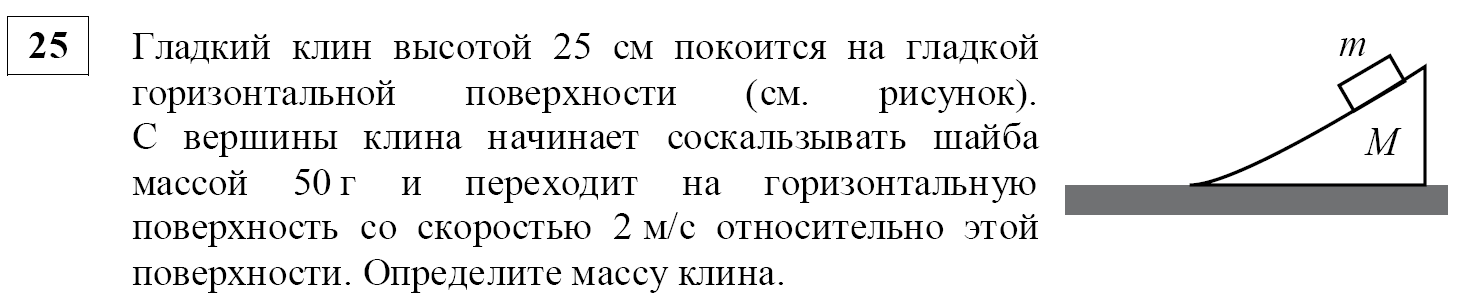 25
Гладкий клин высотой 25 см покоится на гладкой
горизонтальной поверхности (см. рисунок).
С вершины клина начинает соскальзывать шайба
массой 50 г и переходит на горизонтальную
поверхность со скоростью 2 м/с относительно этой
поверхности. Определите массу клина.
m
M